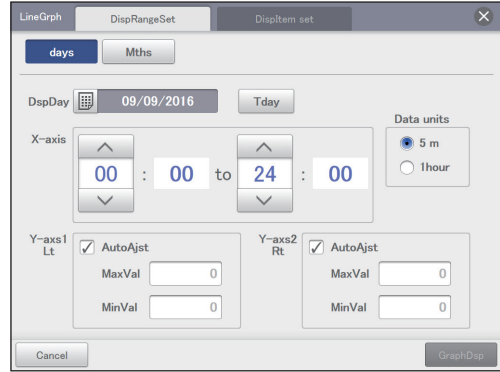 LineGrph DispRangeSet DispItem set
days Mths
DspDay 09/09/2016 Tday
Data units
X-axis 00 : 00 to 24 : 00
5 m
1hour
Y-axs1 Lt AutoAjst
MaxVal 0
MinVal 0
Y-axs2 Rt AutoAjst
MaxVal 0
MinVal 0
Cancel GraphDsp